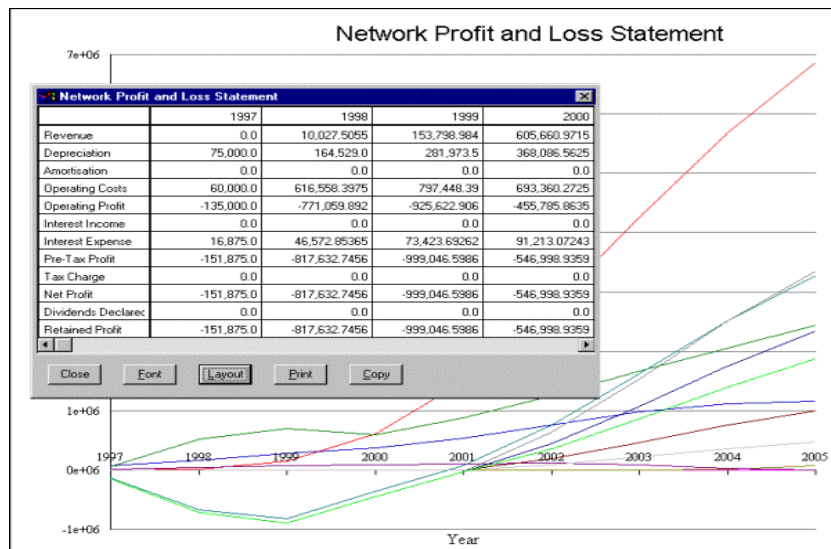 Network Profit and Loss Statement
7e+06
Network Profit and Loss Statement
1997 1998 1999 2000
Revenue 0.0 10,027.5055 153,798.984 605,660.9715
Depreciation 75,000.0 164,529.0 281,973.5 368,086.5625
Amortisation 0.0 0.0 0.0 0.0
Operating Costs 60,000.0 616,558.3975 797,448.39 693,360.2725
Operating Profit -135,000.0 -771,059.892 -925,622.906 -455,785.8635
Interest Income 0.0 0.0 0.0 0.0
Interest Expense 16,875.0 46,572.85365 73,423.69262 91,213.07243
Pre-Tax Profit -151,875.0 -817,632.7456 -999,046.5986 -546,998.9359
Tax Charge 0.0 0.0 0.0 0.0
Net Profit -151,875.0 -817,632.7456 -999,046.5986 -546,998.9359
Dividends Declared 0.0 0.0 0.0 0.0
Retained Profit -151,875.0 -817,632.7456 -999,046.5986 -546,998.9359
Close Font Layout Print Copy
1e+06
1997 1998 1999 2000 2001 2002 2003 2004 2005
0e+06
-1e+06
Year